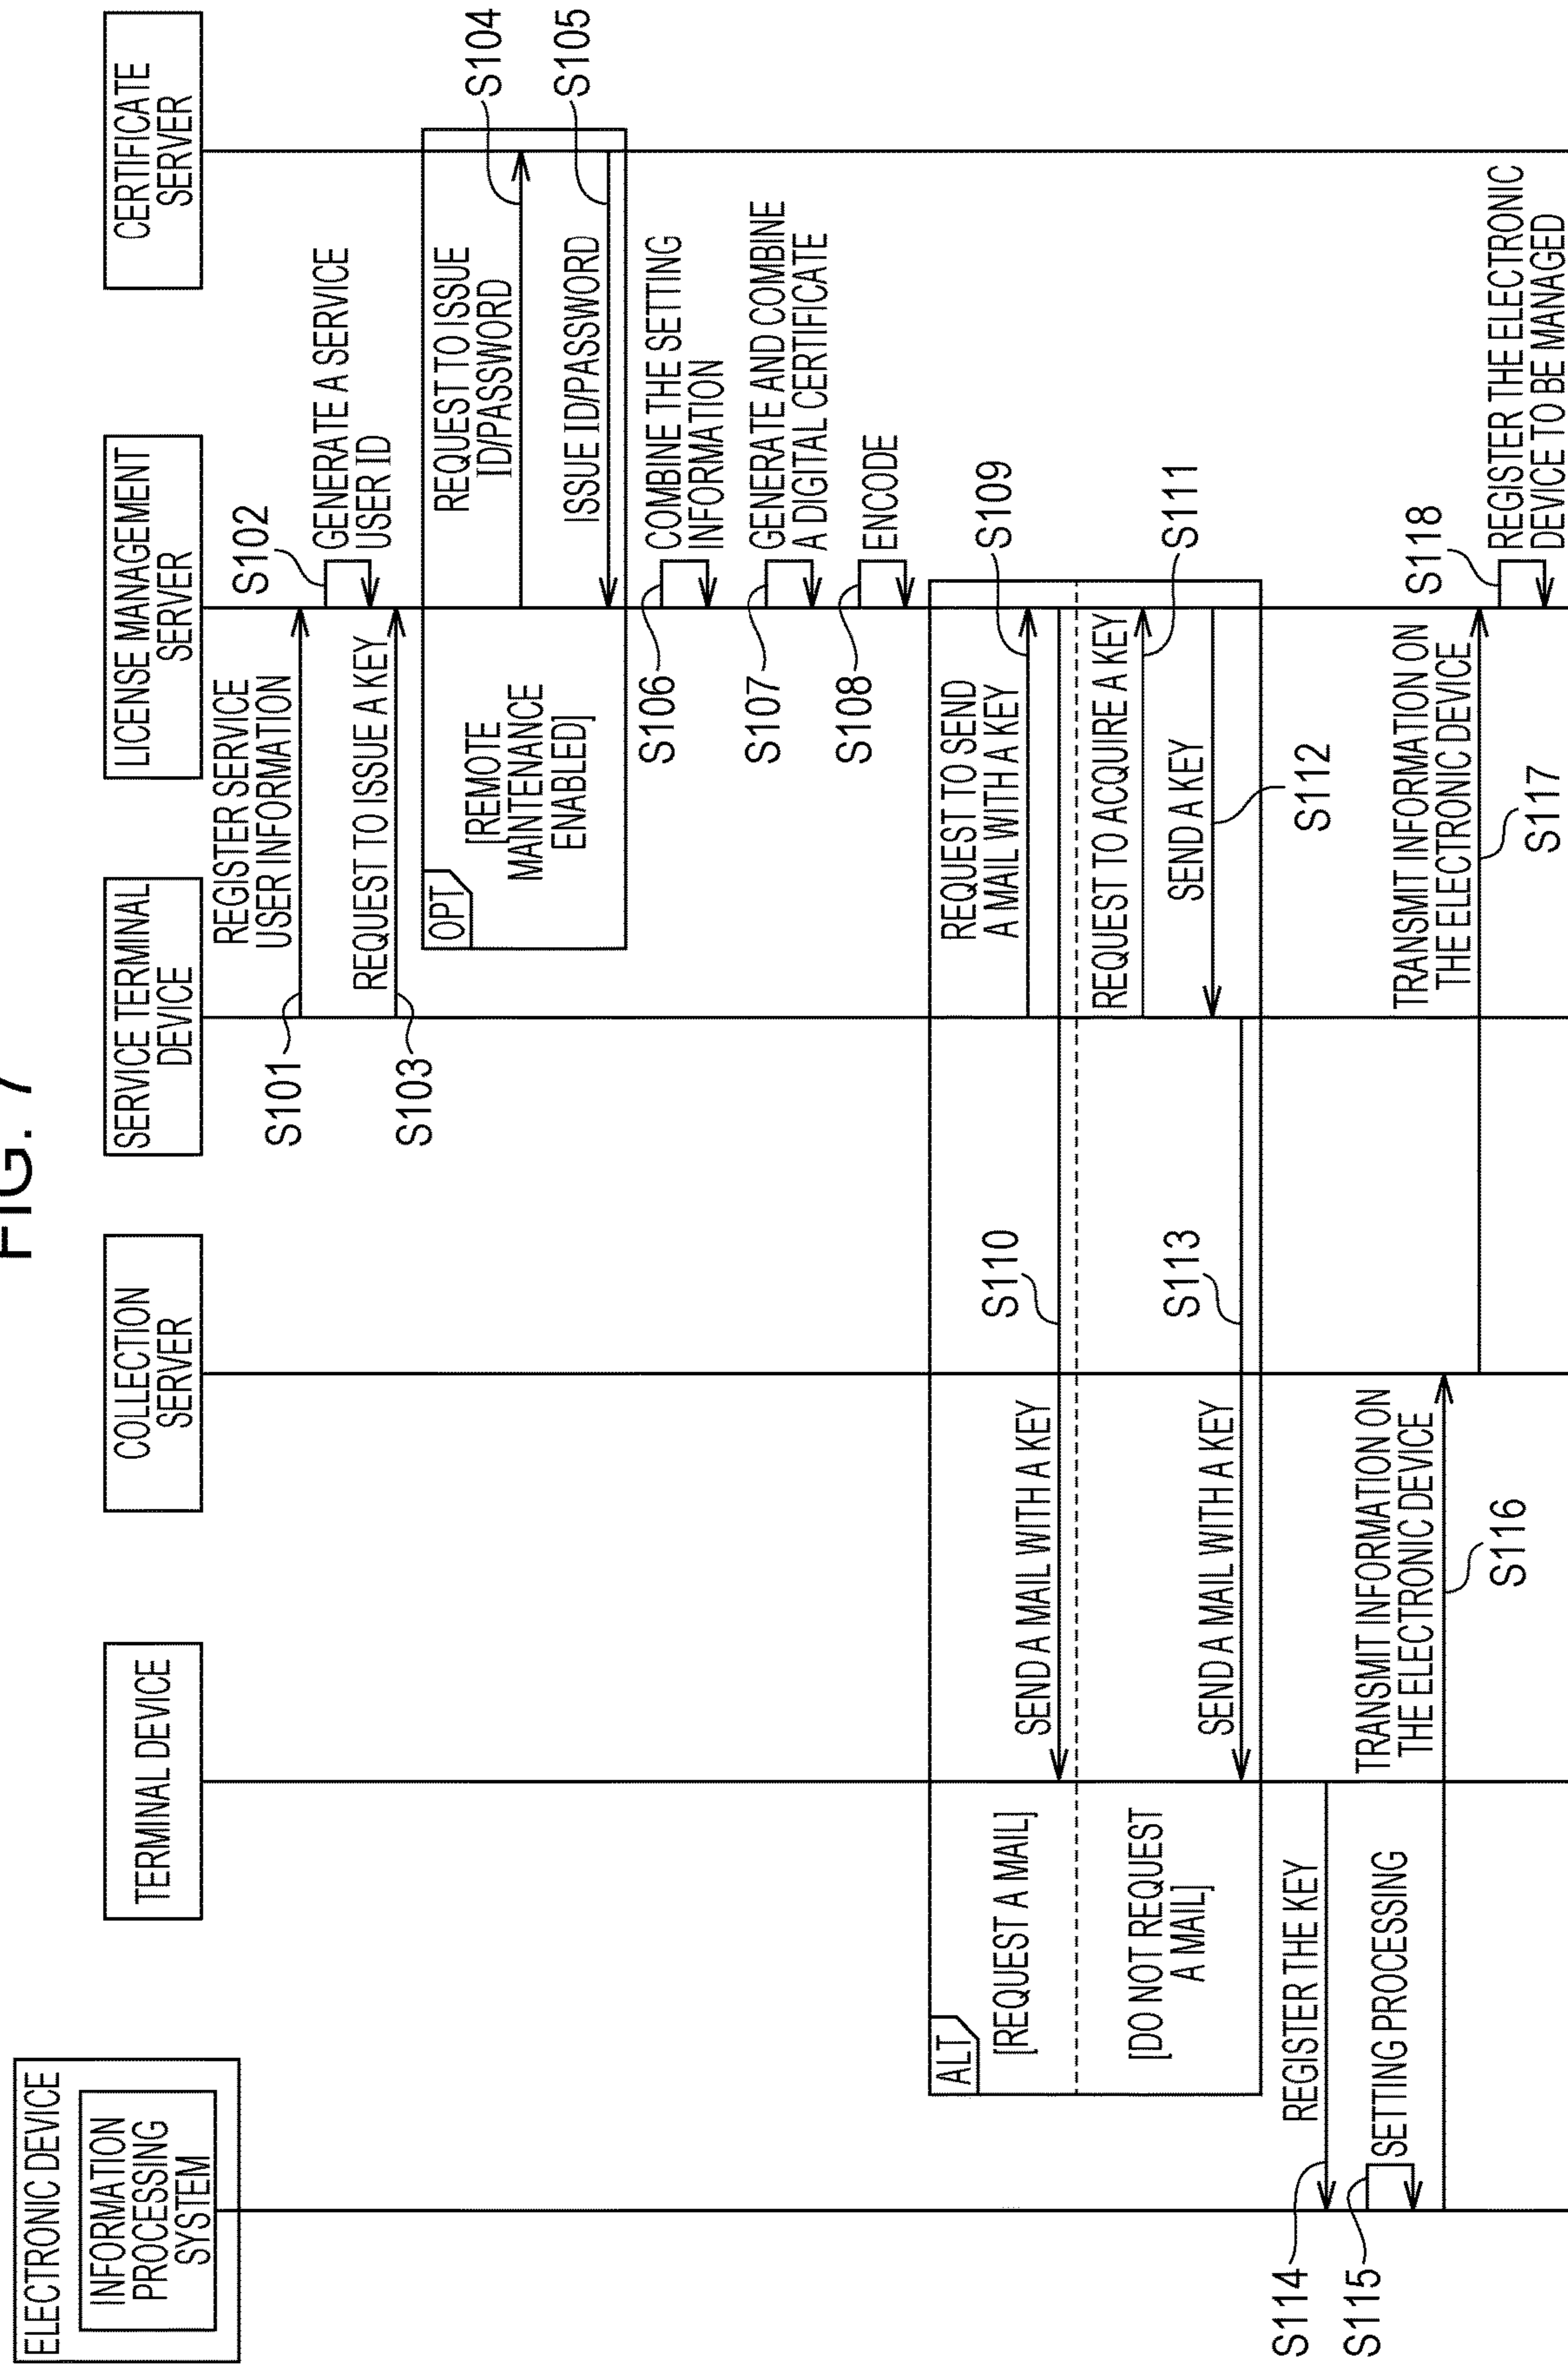 FIG. 7
ELECTRONIC DEVICE
INFORMATION
PROCESSING
SYSTEM
TERMINAL DEVICE
COLLECTION
SERVER
SERVICE TERMINAL
DEVICE
LICENSE MANAGEMENT
SERVER
CERTIFICATE
SERVER
S101
REGISTER SERVICE
USER INFORMATION
S102
GENERATE A SERVICE
USER ID
S103
REQUEST TO ISSUE A KEY
OPT
[REMOTE
MAINTENANCE
ENABLED]
REQUEST TO ISSUE
ID/PASSWORD
S104
ISSUE ID/PASSWORD
S105
S106
COMBINE THE SETTING
INFORMATION
S107
GENERATE AND COMBINE
A DIGITAL CERTIFICATE
S108
ENCODE
ALT
[REQUEST A MAIL]
REQUEST TO SEND
A MAIL WITH A KEY
S109
SEND A MAIL WITH A KEY
S110
[DO NOT REQUEST
A MAIL]
REQUEST TO ACQUIRE A KEY
S111
SEND A KEY
S112
SEND A MAIL WITH A KEY
S113
S114
REGISTER THE KEY
S115
SETTING PROCESSING
TRANSMIT INFORMATION ON
THE ELECTRONIC DEVICE
S116
TRANSMIT INFORMATION ON
THE ELECTRONIC DEVICE
S117
S118
REGISTER THE ELECTRONIC
DEVICE TO BE MANAGED